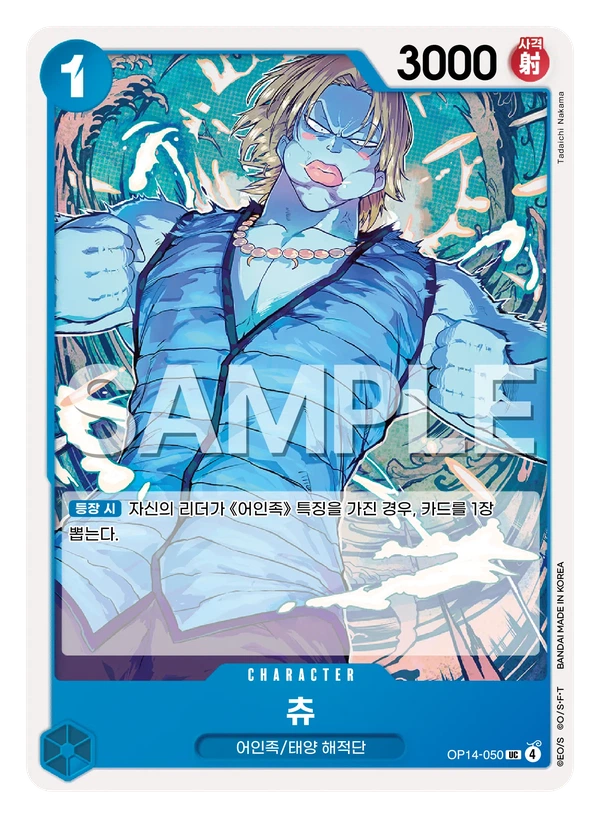 1
3000
사격
射
Tadaichi Nakama
SAMPLE
등장 시 자신의 리더가 《어인족》 특징을 가진 경우, 카드를 1장
뽑는다.
CHARACTER
츄
어인족/태양 해적단
OP14-050 UC 4
©EO/S ©O/S·F·T BANDAI MADE IN KOREA